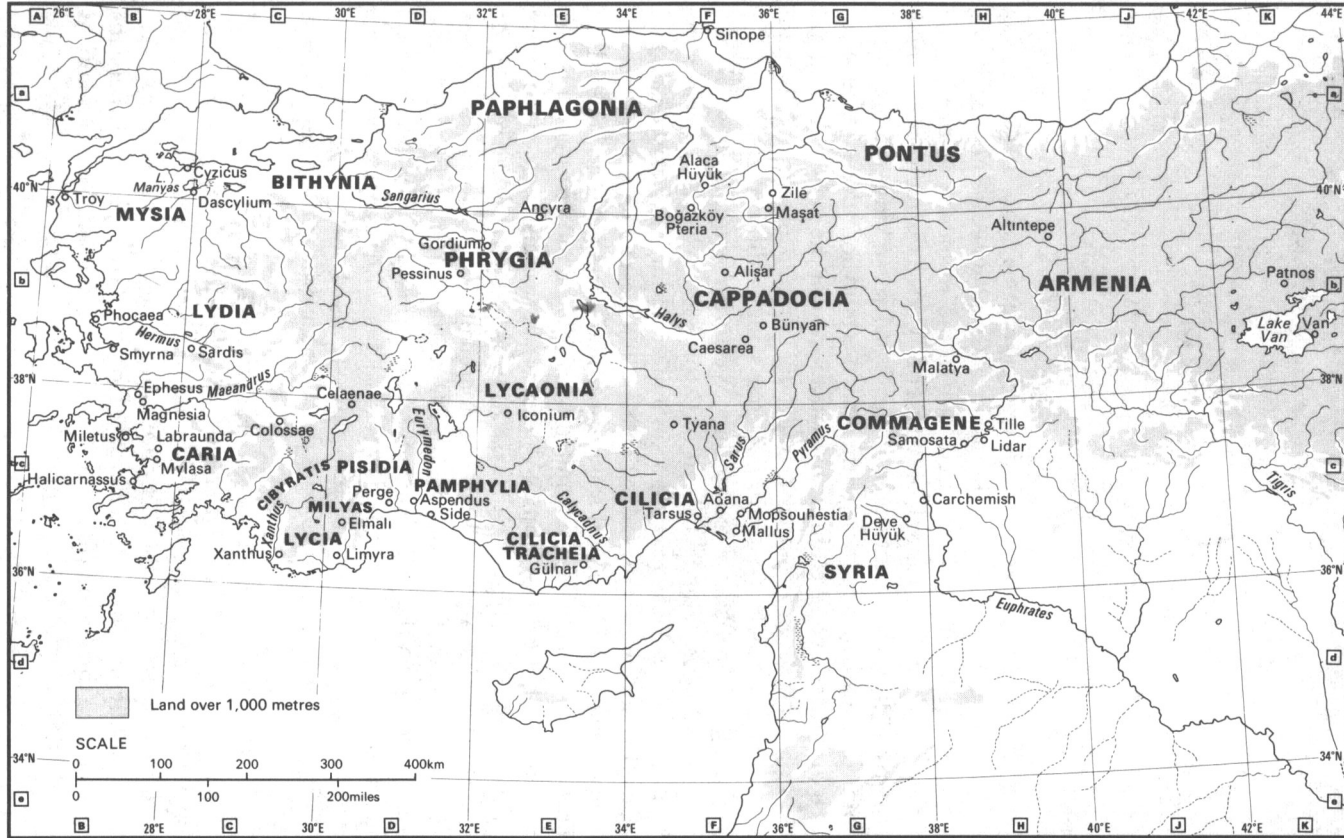 A 26°E B 28°E C 30°E D 32°E E 34°E F 36°E G 38°E H 40°E J 42°E K 44°E
Sinope
a
a
PAPHLAGONIA
PONTUS
Alaca
Hüyük
Cyzicus
L.
Manyas
BITHYNIA
40°N
40°N
Troy
Dascylium
Sangarius
Zile
MYSIA
Ancyra
Boğazköy
Pteria
Maşat
Altıntepe
Gordium
PHRYGIA
Pessinus
Alişar
b
b
ARMENIA
Patnos
CAPPADOCIA
LYDIA
Phocaea
Halys
Bünyan
Lake
Van
Van
Hermus
Smyrna
Sardis
Caesarea
Malatya
38°N
38°N
Ephesus
Maeandrus
Celaenae
LYCAONIA
Magnesia
Iconium
Colossae
Eurymedon
Tyana
COMMAGENE
Tille
Miletus
Labraunda
Samosata
Lidar
CARIA
Mylasa
Sarus
Pyramus
c
c
Halicarnassus
CIBYRATIS
PISIDIA
PAMPHYLIA
Perge
Aspendus
Side
MILYAS
Elmalı
Xanthus
Calycadnus
CILICIA
Adana
Tarsus
Mopsouhestia
Mallus
Carchemish
Deve
Hüyük
Tigris
LYCIA
Xanthus
Limyra
CILICIA
TRACHEIA
Gülnar
36°N
36°N
SYRIA
Euphrates
d
d
Land over 1,000 metres
SCALE
0 100 200 300 400km
0 100 200miles
34°N
34°N
e
e
B 28°E C 30°E D 32°E E 34°E F 36°E G 38°E H 40°E J 42°E K